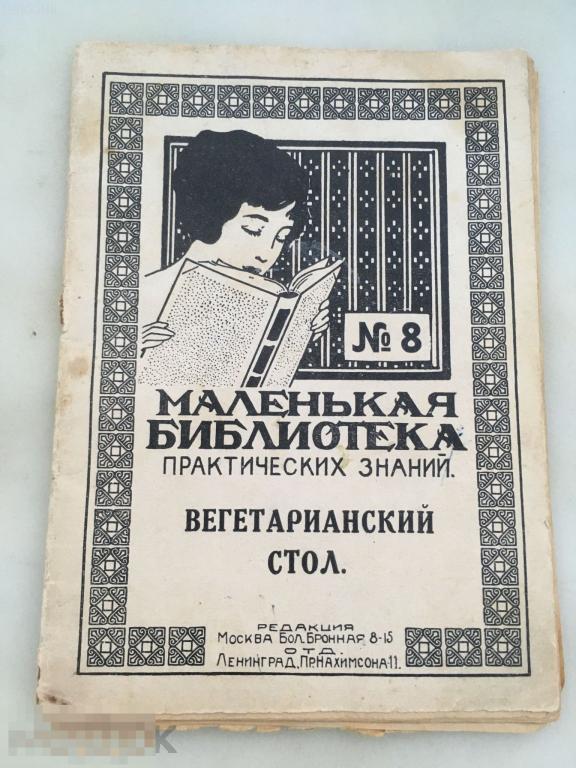 № 8
МАЛЕНЬКАЯ
БИБЛИОТЕКА
ПРАКТИЧЕСКИХ ЗНАНИЙ.
ВЕГЕТАРИАНСКИЙ
СТОЛ.
РЕДАКЦИЯ
МОСКВА БОЛ.БРОННАЯ 8-15
ОТД.
ЛЕНИНГРАД, ПР.НАХИМСОНА-11.